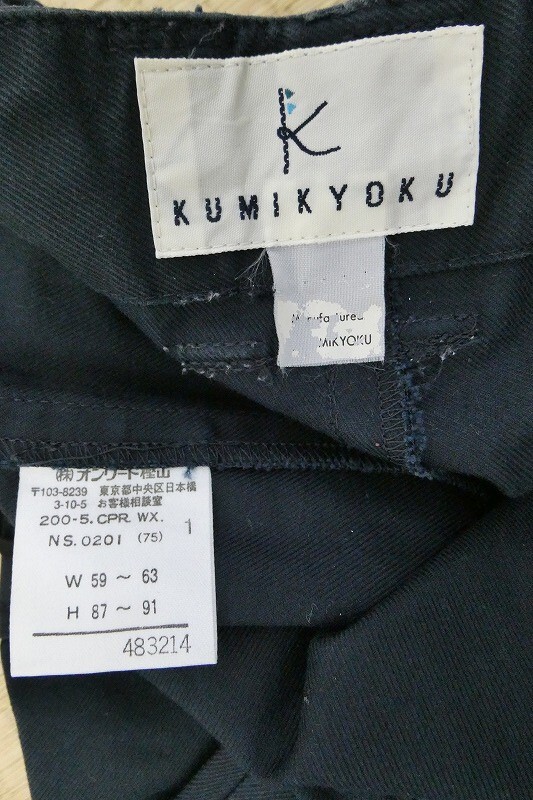 K
KUMIKYOKU
Manufactured
MIKYOKU
㈱オンワード樫山
〒103-8239 東京都中央区日本橋
3-10-5 お客様相談室
200-5.CPR.WX.
NS.0201 (75) 1
W 59 ～ 63
H 87 ～ 91
483214